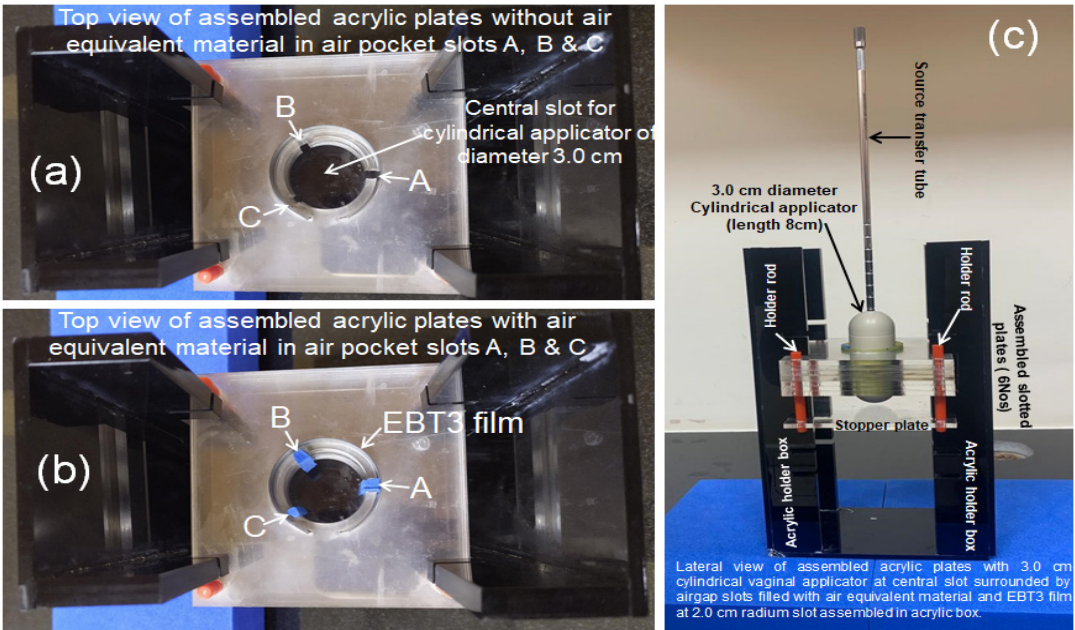 Top view of assembled acrylic plates without air
equivalent material in air pocket slots A, B & C
B
Central slot for
cylindrical applicator of
diameter 3.0 cm
(a)
A
C
Top view of assembled acrylic plates with air
equivalent material in air pocket slots A, B & C
B
EBT3 film
(b)
A
C
(c)
Source transfer tube
3.0 cm diameter
Cylindrical applicator
(length 8cm)
Holder rod
Holder rod
Assembled slotted
plates ( 6Nos)
Stopper plate
Acrylic holder box
Acrylic holder box
Lateral view of assembled acrylic plates with 3.0 cm
cylindrical vaginal applicator at central slot surrounded by
airgap slots filled with air equivalent material and EBT3 film
at 2.0 cm radium slot assembled in acrylic box.